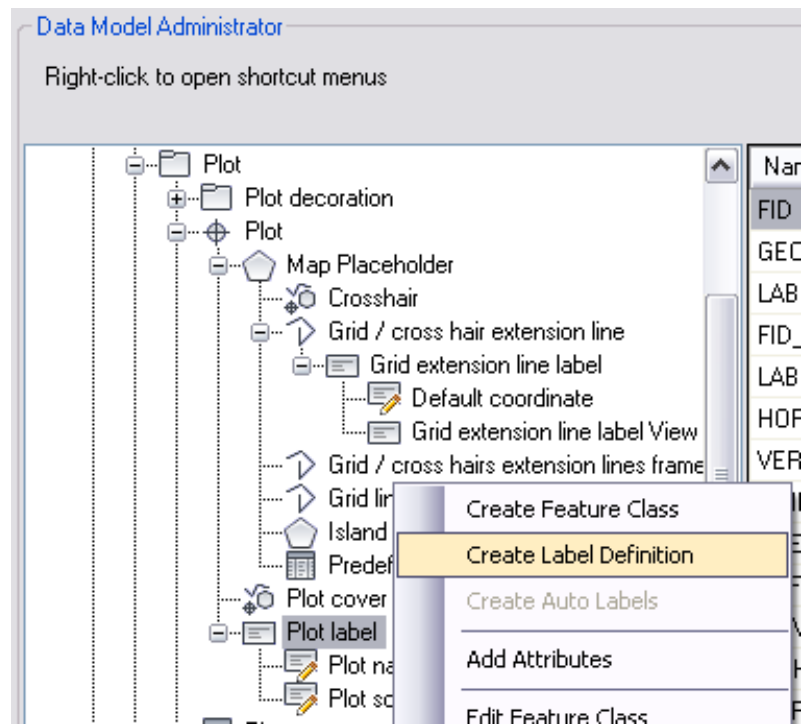 Data Model Administrator
Right-click to open shortcut menus
Plot
Plot decoration
Plot
Map Placeholder
Crosshair
Grid / cross hair extension line
Grid extension line label
Default coordinate
Grid extension line label View
Grid / cross hairs extension lines frame
Grid lin
Island
Predef
Plot cover
Plot label
Plot na
Plot sc
Create Feature Class
Create Label Definition
Create Auto Labels
Add Attributes
Edit Feature Class
Nar
FID
GEO
LAB
FID_
LAB
HOR
VER